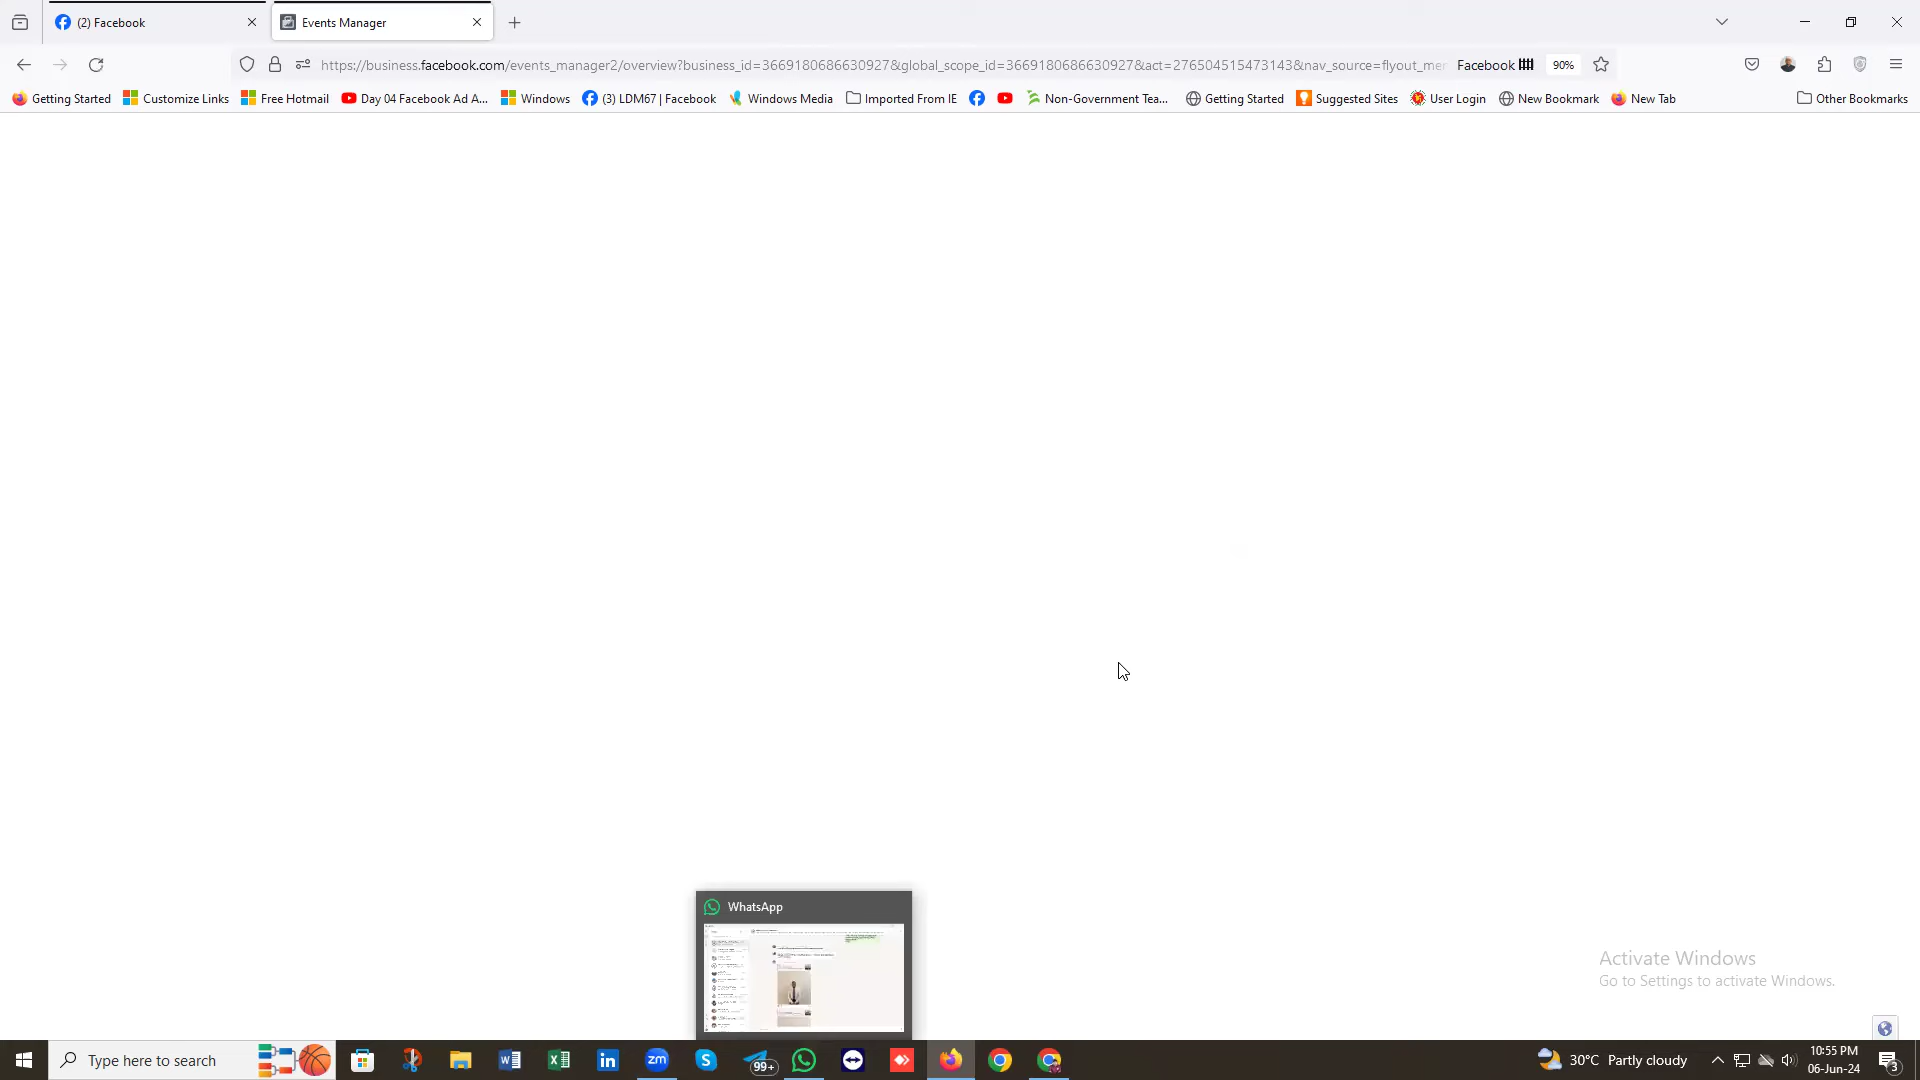 (2) Facebook
Events Manager
https://business.facebook.com/events_manager2/overview?business_id=3669180686630927&global_scope_id=3669180686630927&act=276504515473143&nav_source=flyout_mer
Facebook
90%
Getting Started
Customize Links
Free Hotmail
Day 04 Facebook Ad A...
Windows
(3) LDM67 | Facebook
Windows Media
Imported From IE
Non-Government Tea...
Getting Started
Suggested Sites
User Login
New Bookmark
New Tab
Other Bookmarks
WhatsApp
Activate Windows
Go to Settings to activate Windows.
Type here to search
zm
99+
30°C Partly cloudy
10:55 PM
06-Jun-24
3